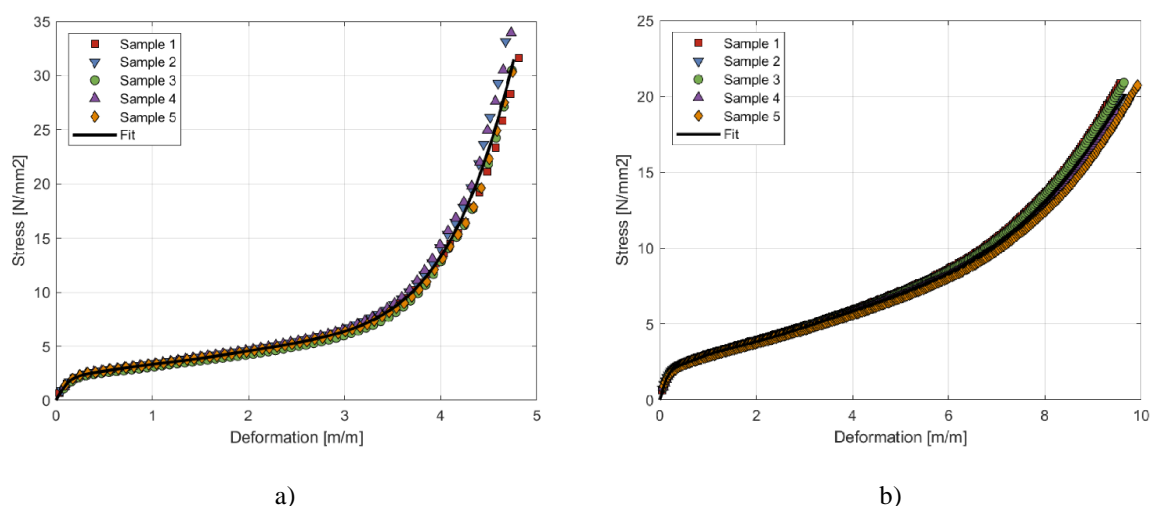 35
30
25
20
15
10
5
0
Stress [N/mm2]
Sample 1
Sample 2
Sample 3
Sample 4
Sample 5
Fit
0 1 2 3 4 5
Deformation [m/m]
a)
25
20
15
10
5
0
Stress [N/mm2]
Sample 1
Sample 2
Sample 3
Sample 4
Sample 5
Fit
0 2 4 6 8 10
Deformation [m/m]
b)